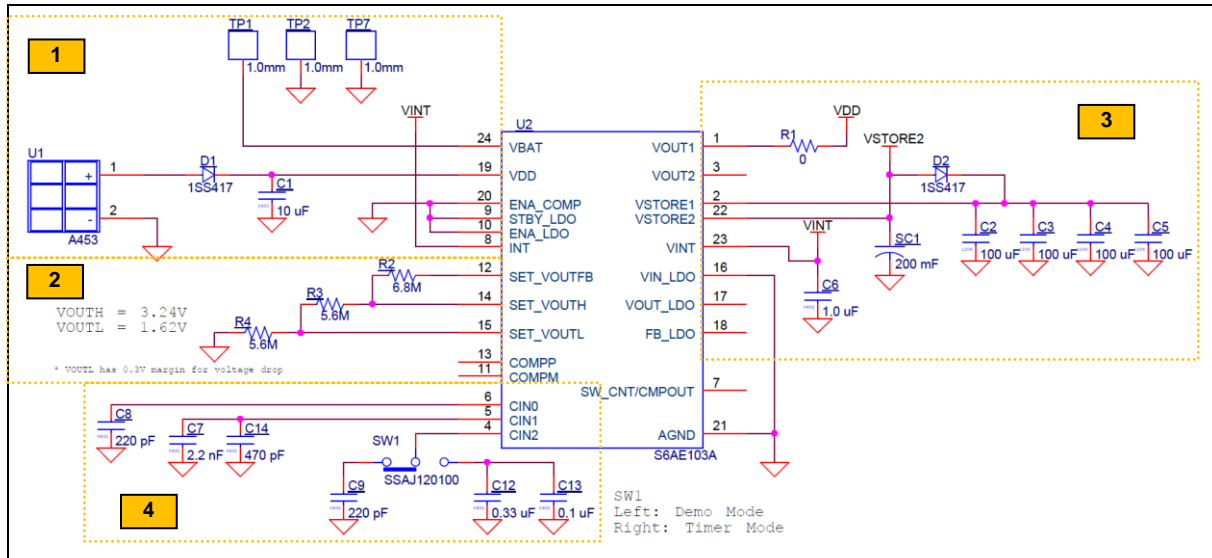 1
TP1
TP2
TP7
1.0mm
1.0mm
1.0mm
VINT
U1
1
+
2
-
A453
D1
1SS417
C1
10 uF
U2
24
VBAT
19
VDD
20
ENA_COMP
9
STBY_LDO
10
ENA_LDO
8
INT
12
SET_VOUTFB
14
SET_VOUTH
15
SET_VOUTL
13
COMPP
11
COMPM
6
CIN0
5
CIN1
4
CIN2
VOUT1
1
VOUT2
3
VSTORE1
2
VSTORE2
22
VINT
23
VIN_LDO
16
VOUT_LDO
17
FB_LDO
18
SW_CNT/CMPOUT
7
AGND
21
S6AE103A
3
R1
0
VDD
VSTORE2
D2
1SS417
VINT
SC1
200 mF
C2
100 uF
C3
100 uF
C4
100 uF
C5
100 uF
C6
1.0 uF
2
R2
6.8M
R3
5.6M
R4
5.6M
VOUTH = 3.24V
VOUTL = 1.62V
* VOUTL has 0.3V margin for voltage drop
C8
220 pF
C7
2.2 nF
C14
470 pF
SW1
SSAJ120100
C9
220 pF
C12
0.33 uF
C13
0.1 uF
4
SW1
Left: Demo Mode
Right: Timer Mode